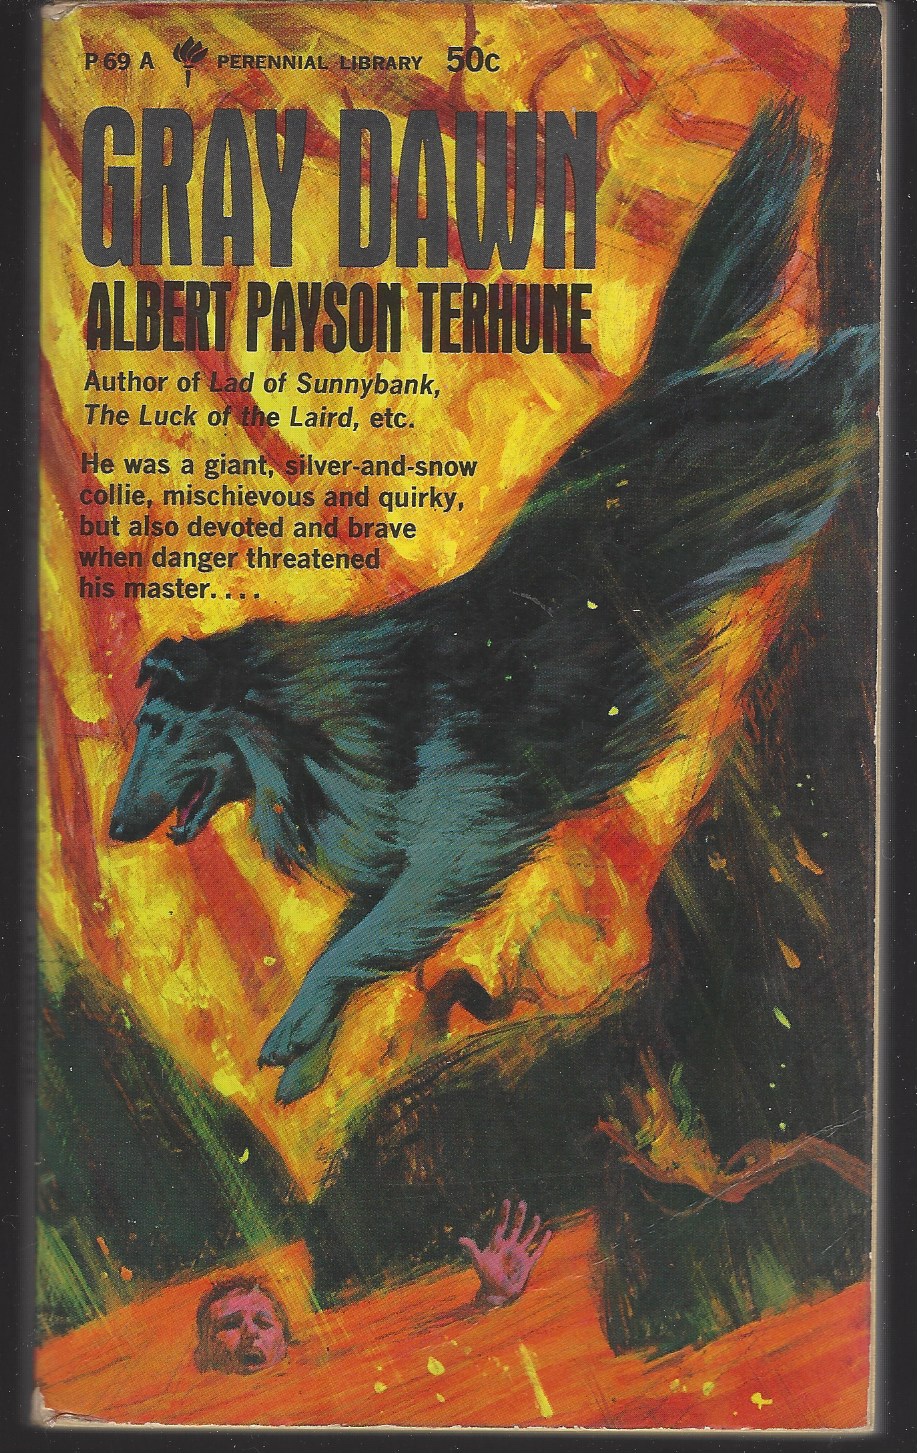 P 69 A PERENNIAL LIBRARY 50c
GRAY DAWN
ALBERT PAYSON TERHUNE
Author of Lad of Sunnybank,
The Luck of the Laird, etc.
He was a giant, silver-and-snow
collie, mischievous and quirky,
but also devoted and brave
when danger threatened
his master. . . .